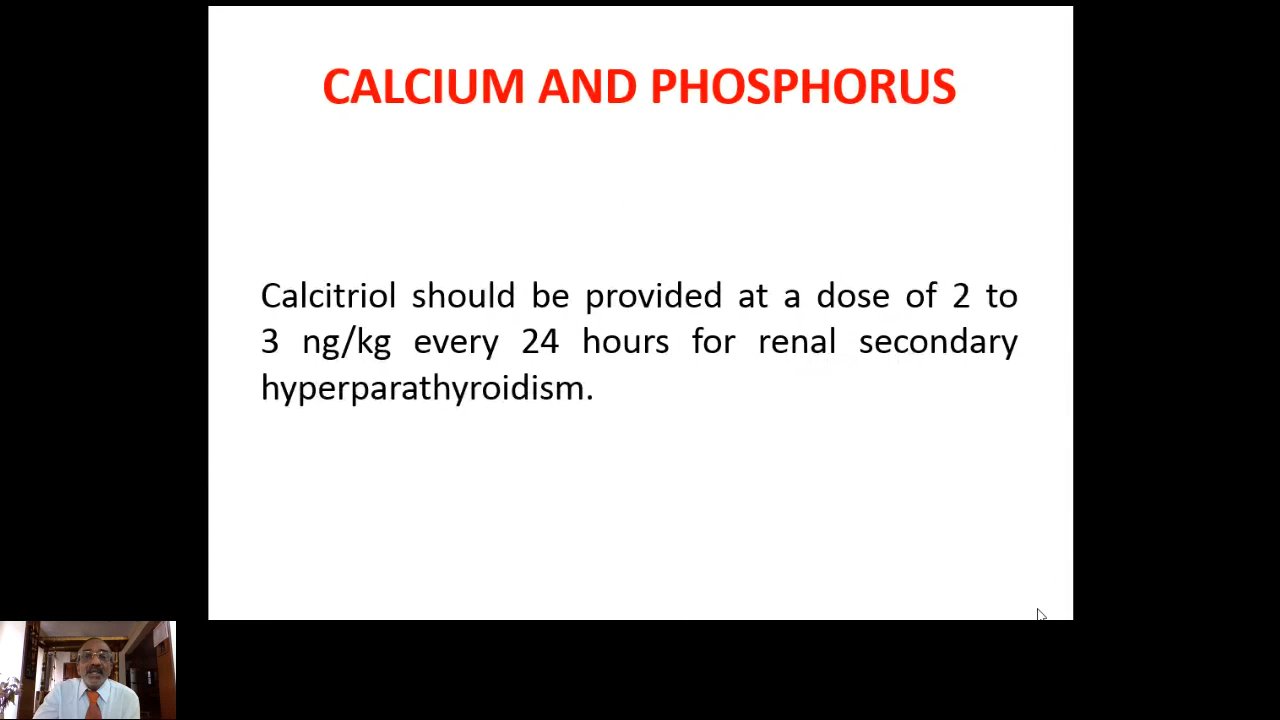 CALCIUM AND PHOSPHORUS
Calcitriol should be provided at a dose of 2 to
3 ng/kg every 24 hours for renal secondary
hyperparathyroidism.